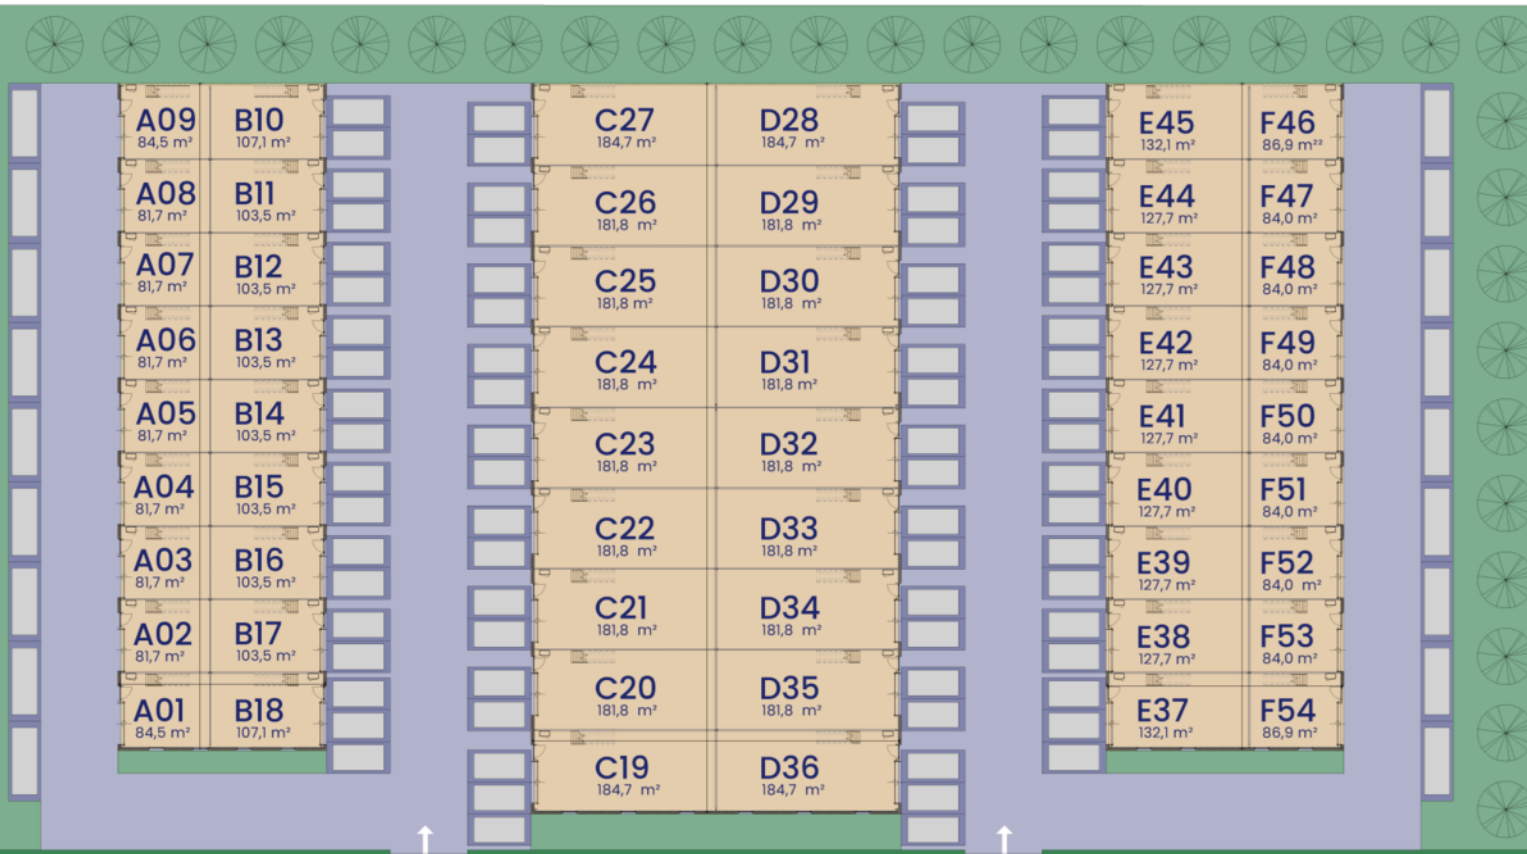 A09
84,5 m²
B10
107,1 m²
A08
81,7 m²
B11
103,5 m²
A07
81,7 m²
B12
103,5 m²
A06
81,7 m²
B13
103,5 m²
A05
81,7 m²
B14
103,5 m²
A04
81,7 m²
B15
103,5 m²
A03
81,7 m²
B16
103,5 m²
A02
81,7 m²
B17
103,5 m²
A01
84,5 m²
B18
107,1 m²
C27
184,7 m²
D28
184,7 m²
C26
181,8 m²
D29
181,8 m²
C25
181,8 m²
D30
181,8 m²
C24
181,8 m²
D31
181,8 m²
C23
181,8 m²
D32
181,8 m²
C22
181,8 m²
D33
181,8 m²
C21
181,8 m²
D34
181,8 m²
C20
181,8 m²
D35
181,8 m²
C19
184,7 m²
D36
184,7 m²
E45
132,1 m²
F46
86,9 m²²
E44
127,7 m²
F47
84,0 m²
E43
127,7 m²
F48
84,0 m²
E42
127,7 m²
F49
84,0 m²
E41
127,7 m²
F50
84,0 m²
E40
127,7 m²
F51
84,0 m²
E39
127,7 m²
F52
84,0 m²
E38
127,7 m²
F53
84,0 m²
E37
132,1 m²
F54
86,9 m²